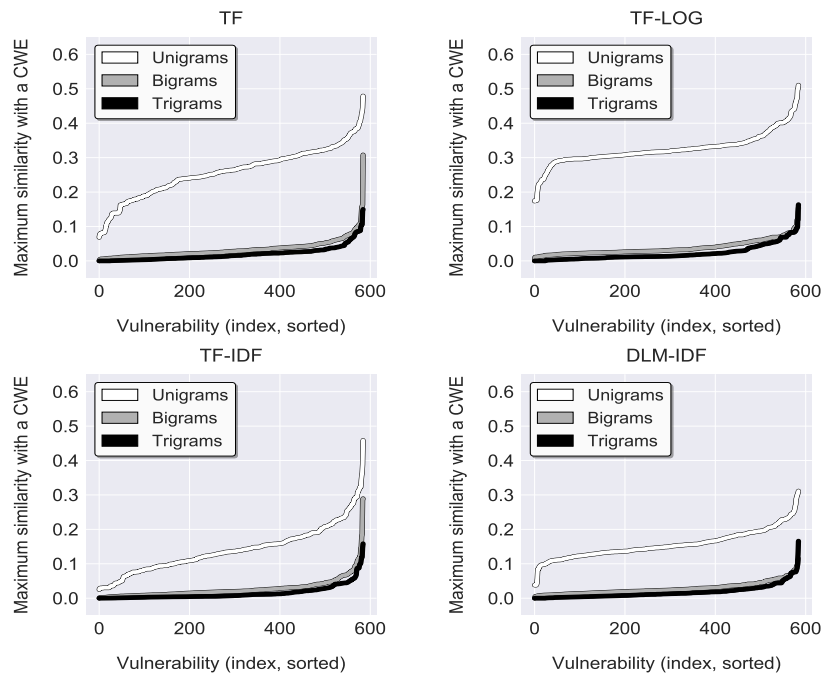 TF
Maximum similarity with a CWE
0.6
0.5
0.4
0.3
0.2
0.1
0.0
Unigrams
Bigrams
Trigrams
0 200 400 600
Vulnerability (index, sorted)
TF-LOG
Maximum similarity with a CWE
0.6
0.5
0.4
0.3
0.2
0.1
0.0
Unigrams
Bigrams
Trigrams
0 200 400 600
Vulnerability (index, sorted)
TF-IDF
Maximum similarity with a CWE
0.6
0.5
0.4
0.3
0.2
0.1
0.0
Unigrams
Bigrams
Trigrams
0 200 400 600
Vulnerability (index, sorted)
DLM-IDF
Maximum similarity with a CWE
0.6
0.5
0.4
0.3
0.2
0.1
0.0
Unigrams
Bigrams
Trigrams
0 200 400 600
Vulnerability (index, sorted)